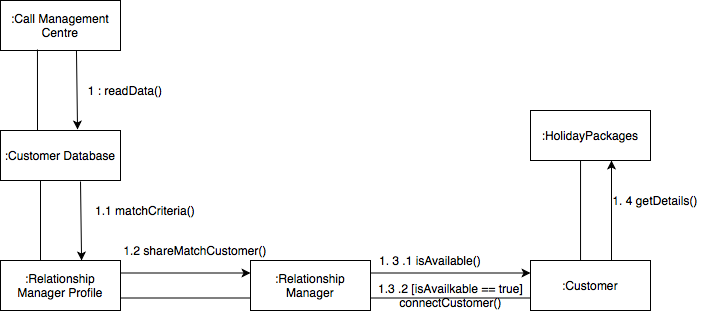 :Call Management
Centre
1 : readData()
:Customer Database
:HolidayPackages
1.1 matchCriteria()
1. 4 getDetails()
1.2 shareMatchCustomer()
1. 3 .1 isAvailable()
:Relationship
Manager Profile
:Relationship
Manager
1.3 .2 [isAvailkable == true]
connectCustomer()
:Customer